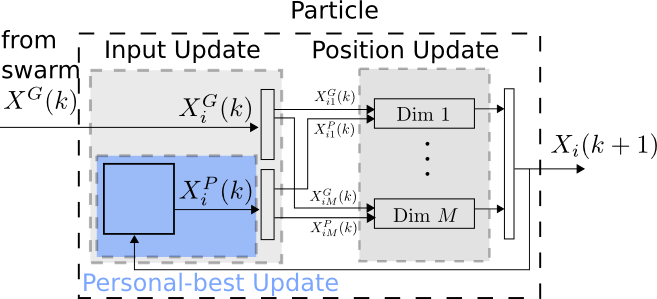 Particle
from
swarm
Input Update
Position Update
X^G(k)
X_i^G(k)
X_{i1}^G(k)
Dim 1
X_{i1}^P(k)
X_i(k+1)
X_i^P(k)
X_{iM}^G(k)
Dim M
X_{iM}^P(k)
Personal-best Update